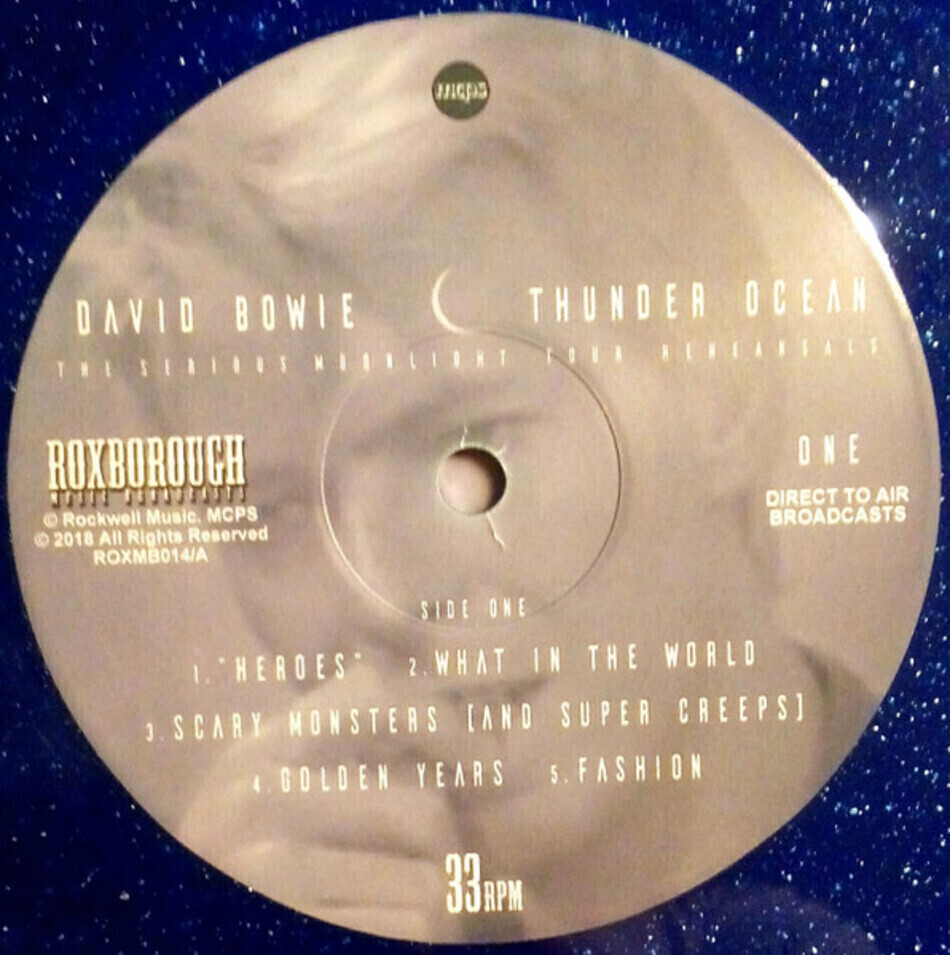 mcps
DAVID BOWIE THUNDER OCEAN
THE SERIOUS MOONLIGHT TOUR REHEARSALS
ROXBOROUGH
MUSIC BROADCASTS
© Rockwell Music. MCPS
© 2018 All Rights Reserved
ROXMB014/A
ONE
DIRECT TO AIR
BROADCASTS
SIDE ONE
1. "HEROES" 2. WHAT IN THE WORLD
3. SCARY MONSTERS [AND SUPER CREEPS]
4. GOLDEN YEARS 5. FASHION
33 RPM